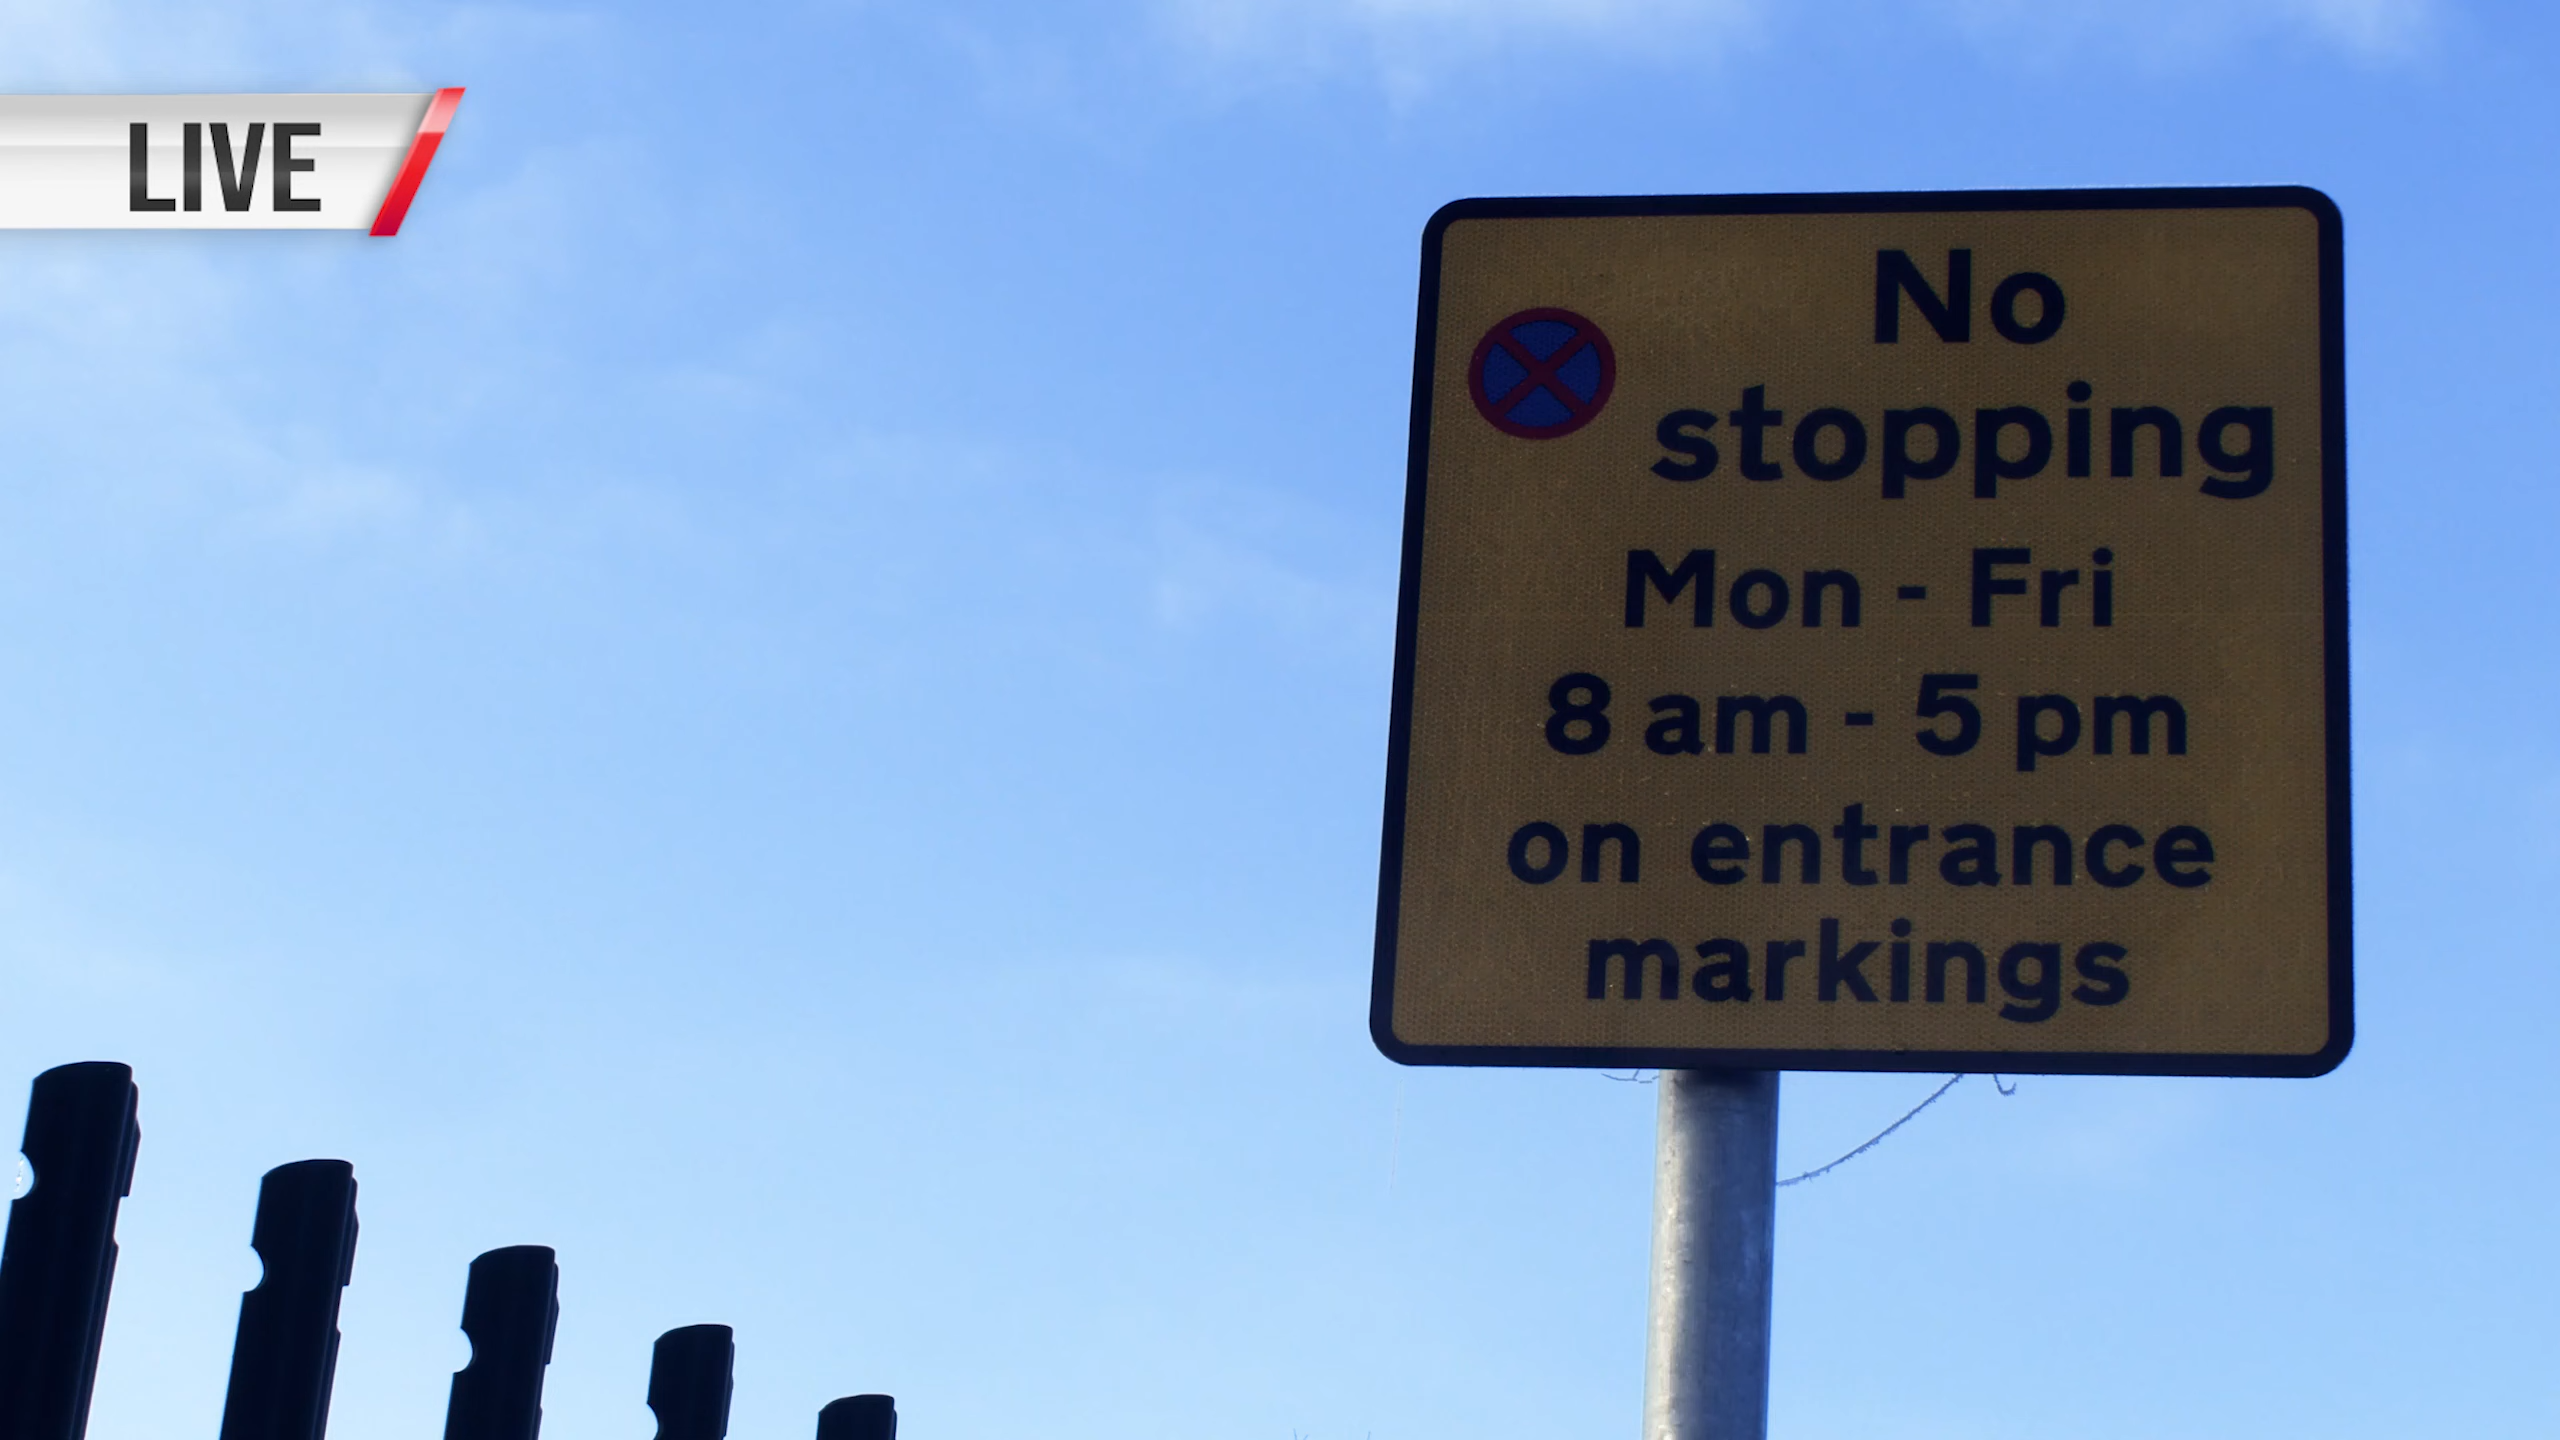 LIVE
No
stopping
Mon - Fri
8 am - 5 pm
on entrance
markings